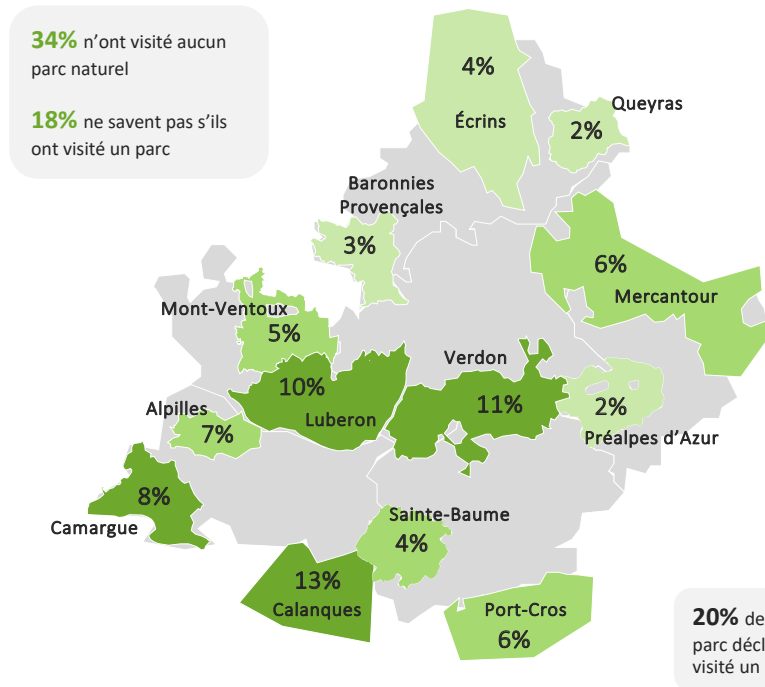 34% n'ont visité aucun
parc naturel
18% ne savent pas s'ils
ont visité un parc
4%
Écrins
Queyras
2%
Baronnies
Provençales
3%
6%
Mercantour
Mont-Ventoux
5%
Verdon
10%
Luberon
11%
2%
Préalpes d'Azur
Alpilles
7%
8%
Camargue
Sainte-Baume
4%
13%
Calanques
Port-Cros
6%
20% de
parc décl
visité un